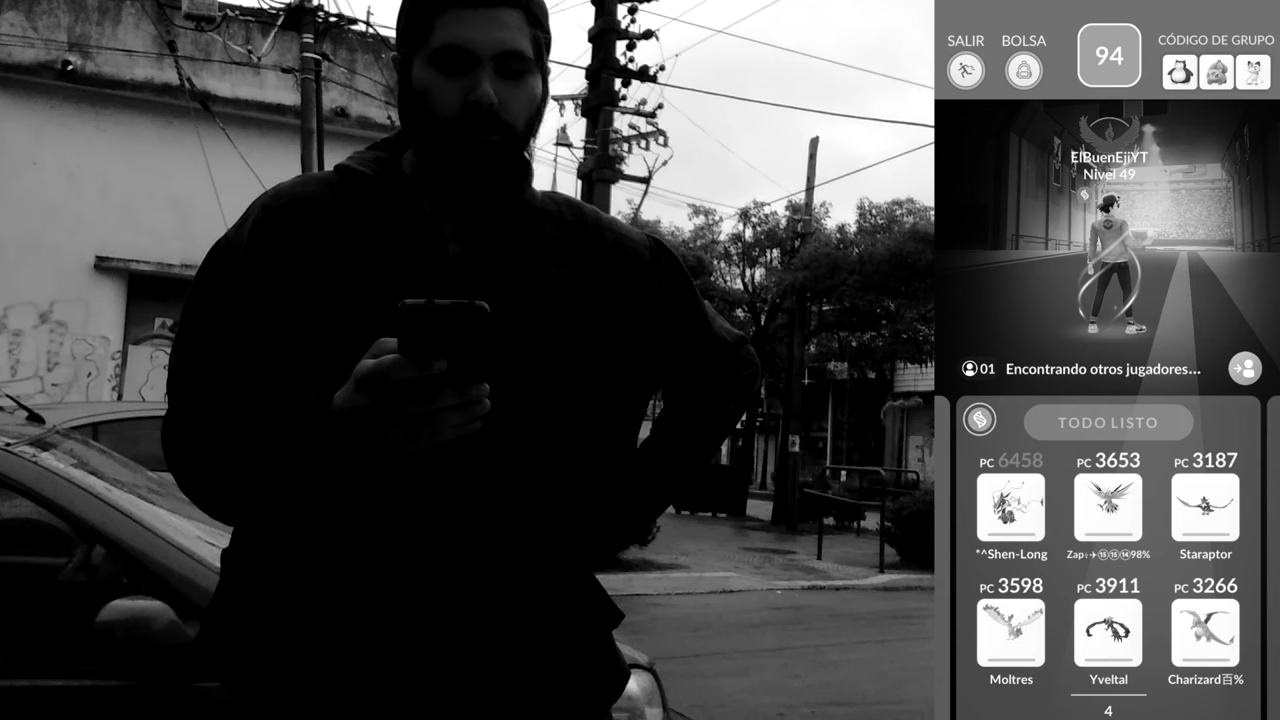 SALIR
BOLSA
94
CÓDIGO DE GRUPO
ElBuenEjiYT
Nivel 49
01
Encontrando otros jugadores...
TODO LISTO
PC 6458
PC 3653
PC 3187
*^Shen-Long
⑮⑮⑭98%
Staraptor
PC 3598
PC 3911
PC 3266
Moltres
Yveltal
Charizard百%
4